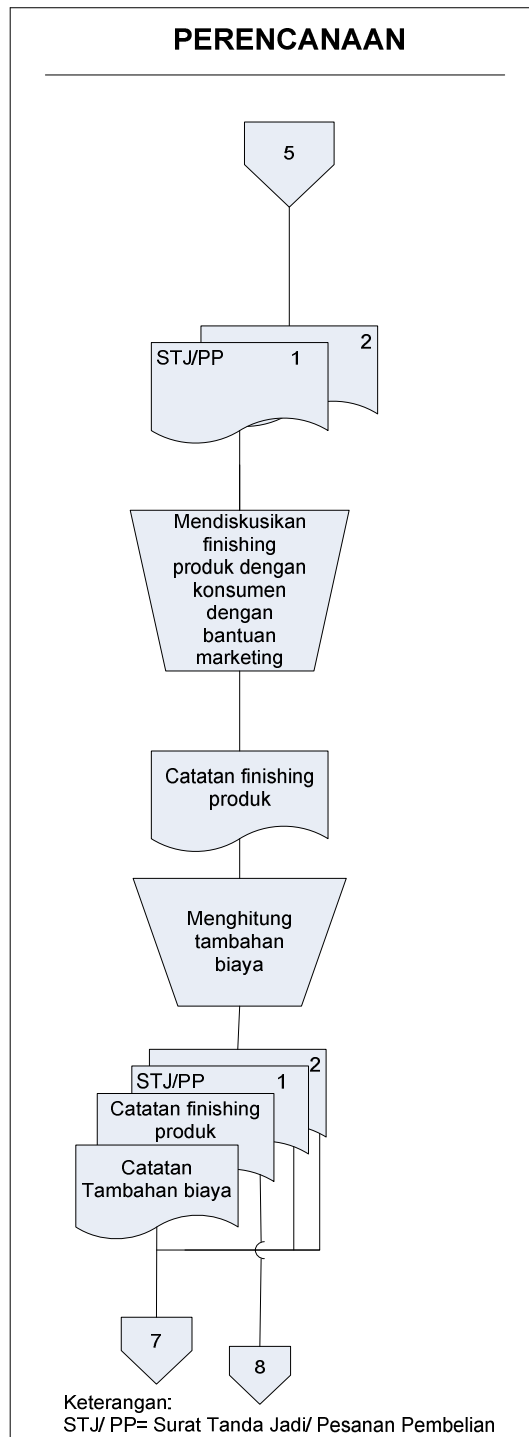 PERENCANAAN
5
2
STJ/PP 1
Mendiskusikan
finishing
produk dengan
konsumen
dengan
bantuan
marketing
Catatan finishing
produk
Menghitung
tambahan
biaya
2
STJ/PP 1
Catatan finishing
produk
Catatan
Tambahan biaya
7
8
Keterangan:
STJ/ PP= Surat Tanda Jadi/ Pesanan Pembelian